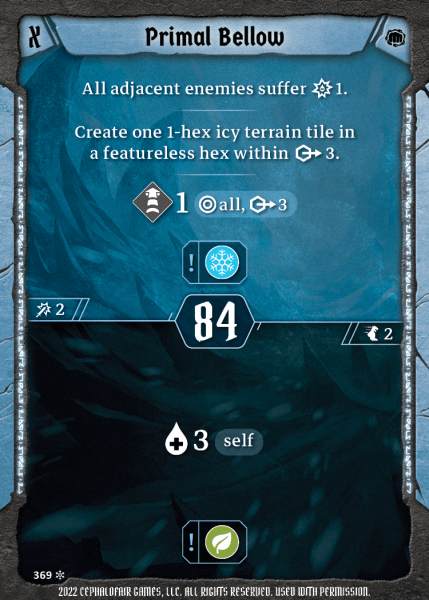 X
Primal Bellow
All adjacent enemies suffer 1.
Create one 1-hex icy terrain tile in
a featureless hex within 3.
1 all, 3
!
2
84
2
3 self
!
369
2022 CEPHALOFAIR GAMES, LLC. ALL RIGHTS RESERVED. USED WITH PERMISSION.